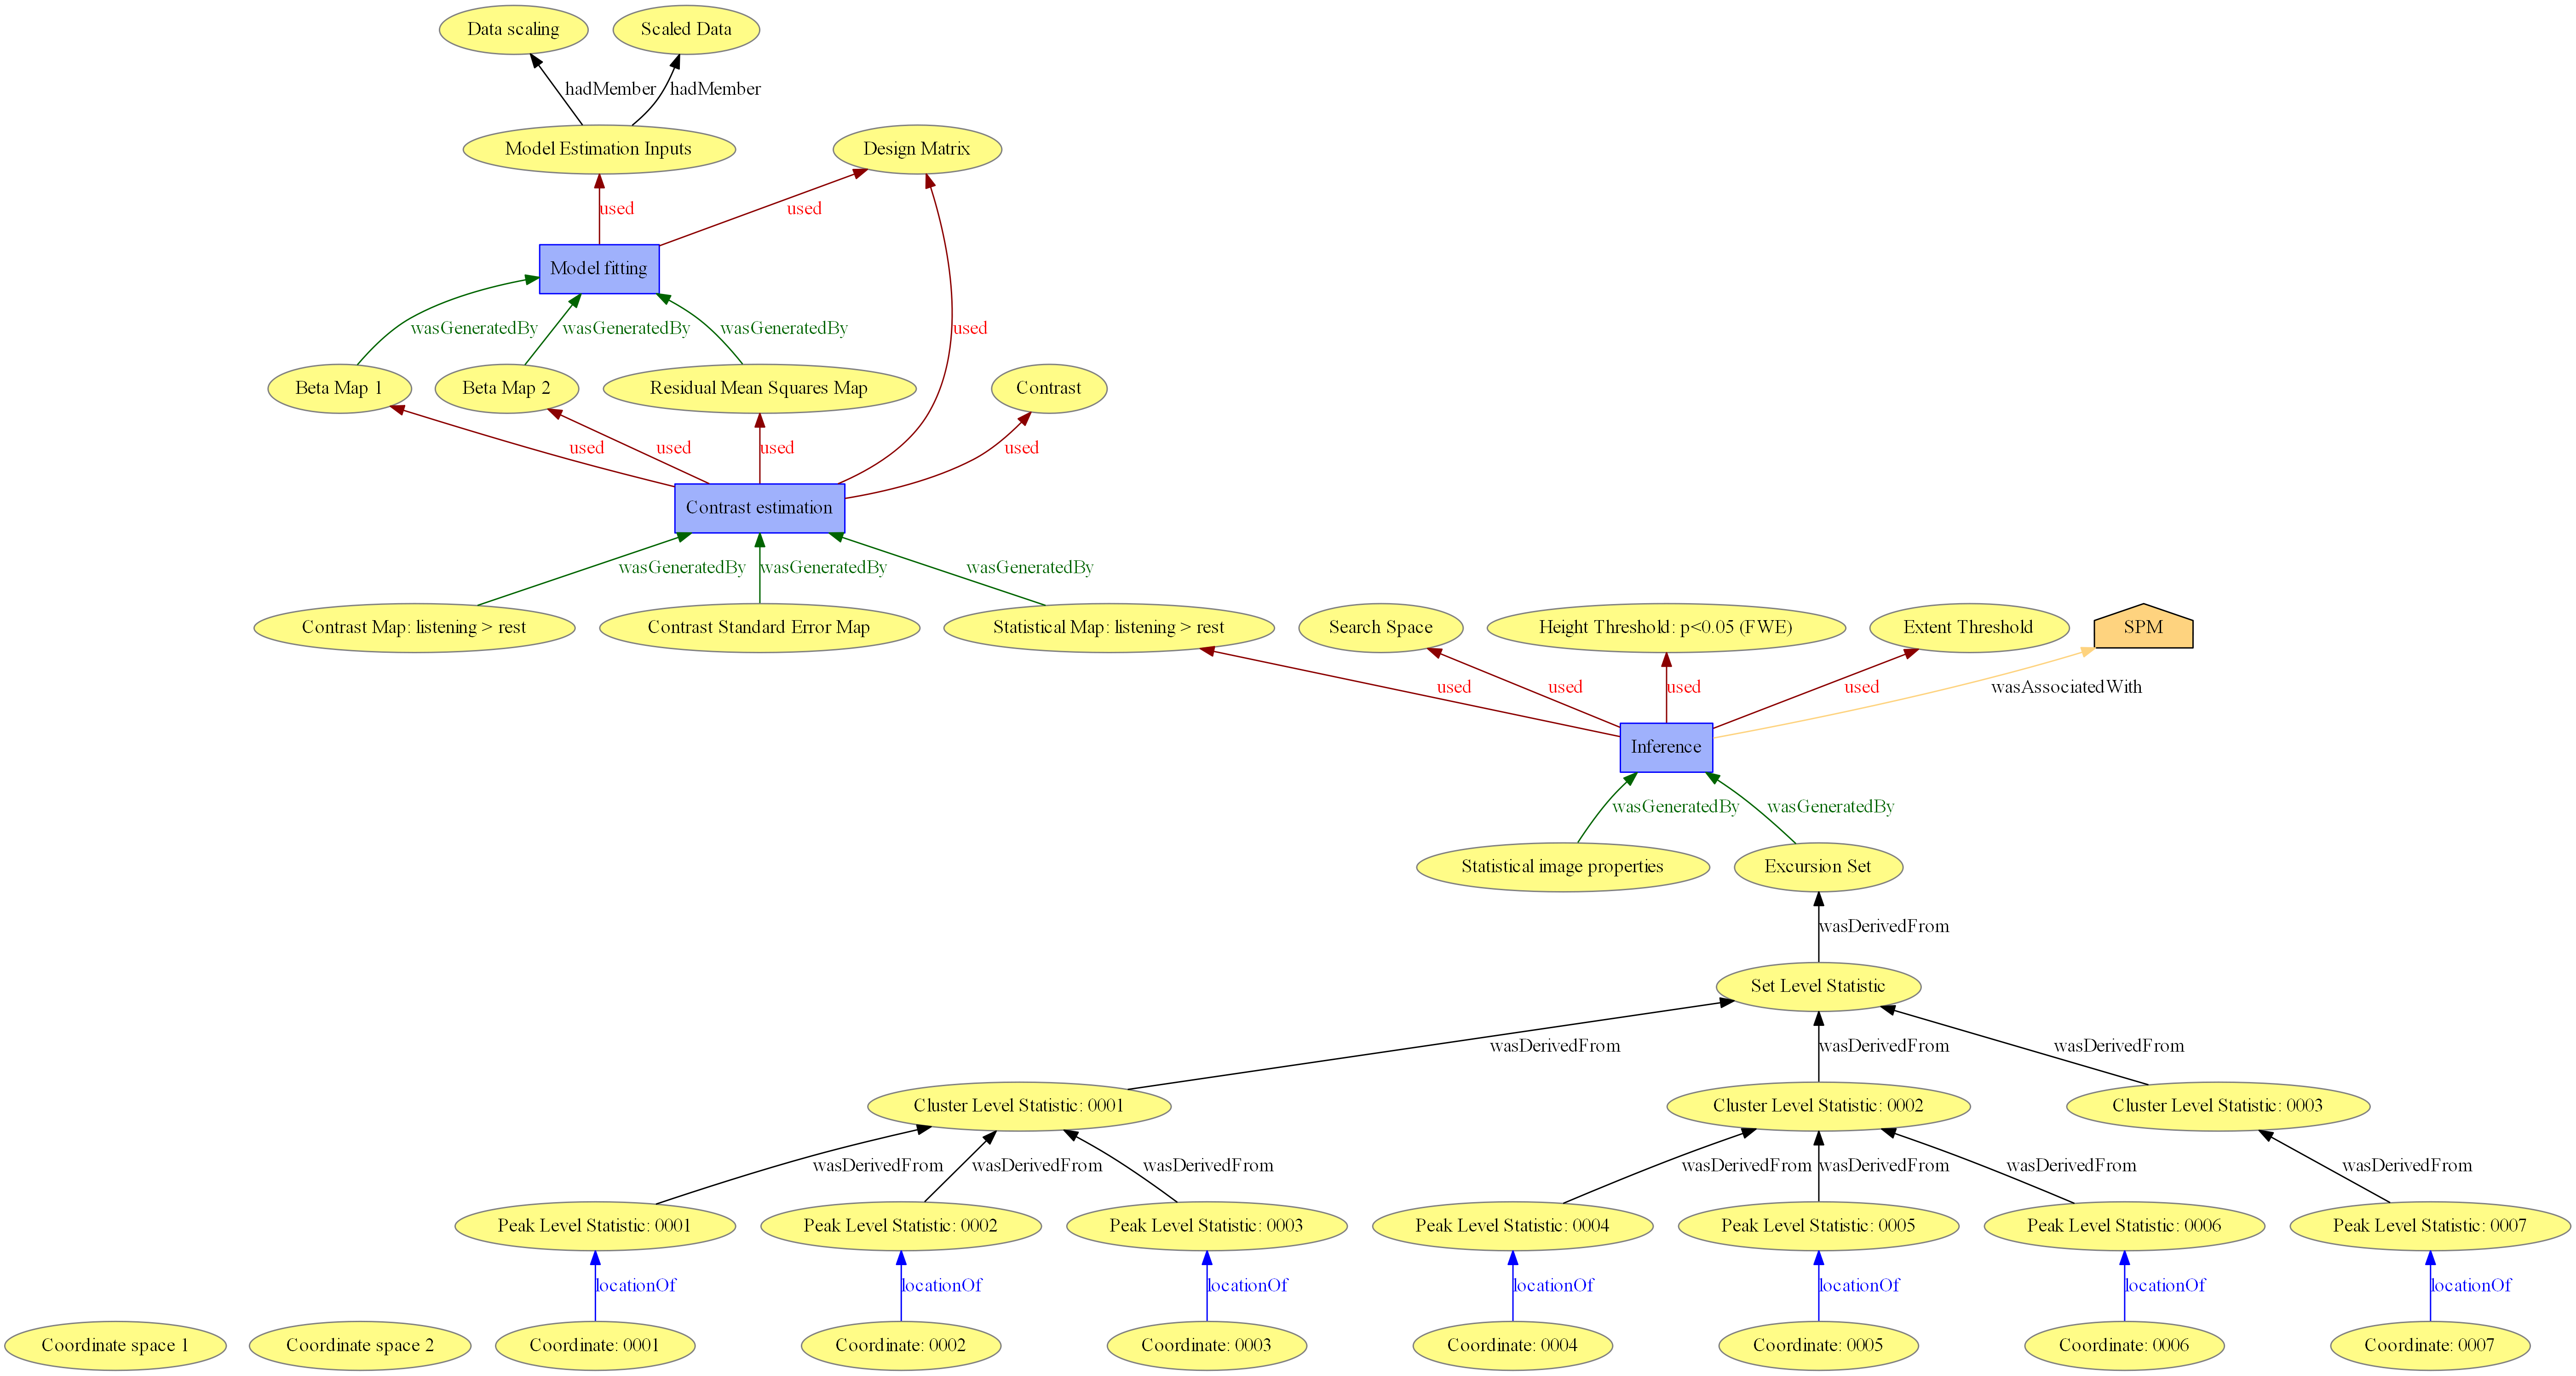 Data scaling
Scaled Data
hadMember
hadMember
Model Estimation Inputs
Design Matrix
used
used
Model fitting
wasGeneratedBy
wasGeneratedBy
wasGeneratedBy
used
Beta Map 1
Beta Map 2
Residual Mean Squares Map
Contrast
used
used
used
used
Contrast estimation
wasGeneratedBy
wasGeneratedBy
wasGeneratedBy
Contrast Map: listening > rest
Contrast Standard Error Map
Statistical Map: listening > rest
Search Space
Height Threshold: p<0.05 (FWE)
Extent Threshold
SPM
used
used
used
used
wasAssociatedWith
Inference
wasGeneratedBy
wasGeneratedBy
Statistical image properties
Excursion Set
wasDerivedFrom
Set Level Statistic
wasDerivedFrom
wasDerivedFrom
wasDerivedFrom
Cluster Level Statistic: 0001
Cluster Level Statistic: 0002
Cluster Level Statistic: 0003
wasDerivedFrom
wasDerivedFrom
wasDerivedFrom
wasDerivedFrom
wasDerivedFrom
wasDerivedFrom
wasDerivedFrom
Peak Level Statistic: 0001
Peak Level Statistic: 0002
Peak Level Statistic: 0003
Peak Level Statistic: 0004
Peak Level Statistic: 0005
Peak Level Statistic: 0006
Peak Level Statistic: 0007
locationOf
locationOf
locationOf
locationOf
locationOf
locationOf
locationOf
Coordinate space 1
Coordinate space 2
Coordinate: 0001
Coordinate: 0002
Coordinate: 0003
Coordinate: 0004
Coordinate: 0005
Coordinate: 0006
Coordinate: 0007